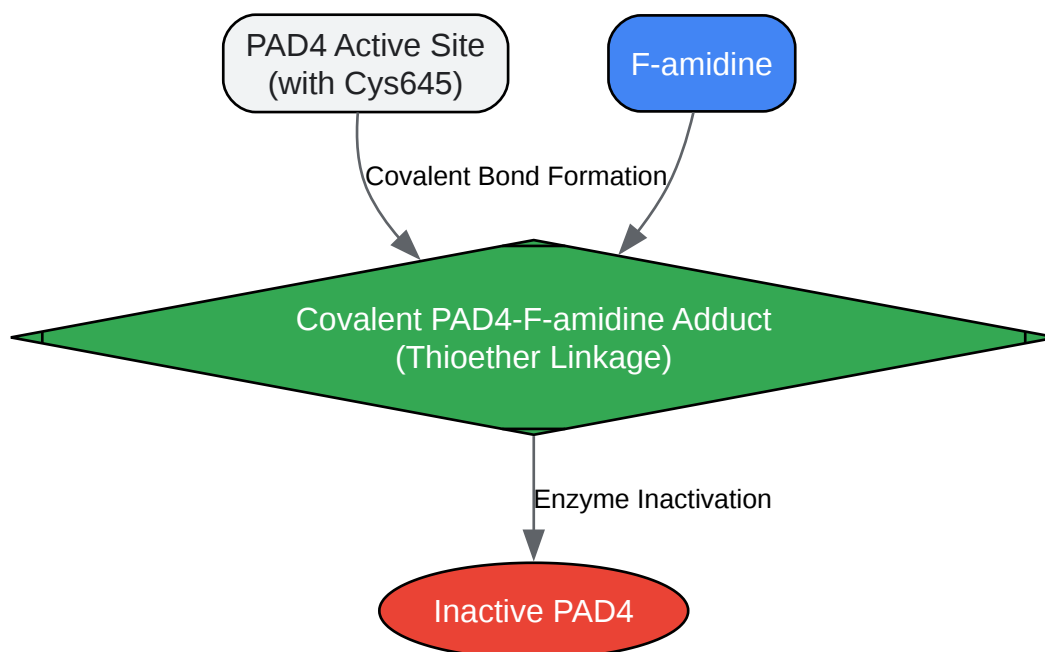 PAD4 Active Site
(with Cys645)
F-amidine
Covalent Bond Formation
Covalent PAD4-F-amidine Adduct
(Thioether Linkage)
Enzyme Inactivation
Inactive PAD4